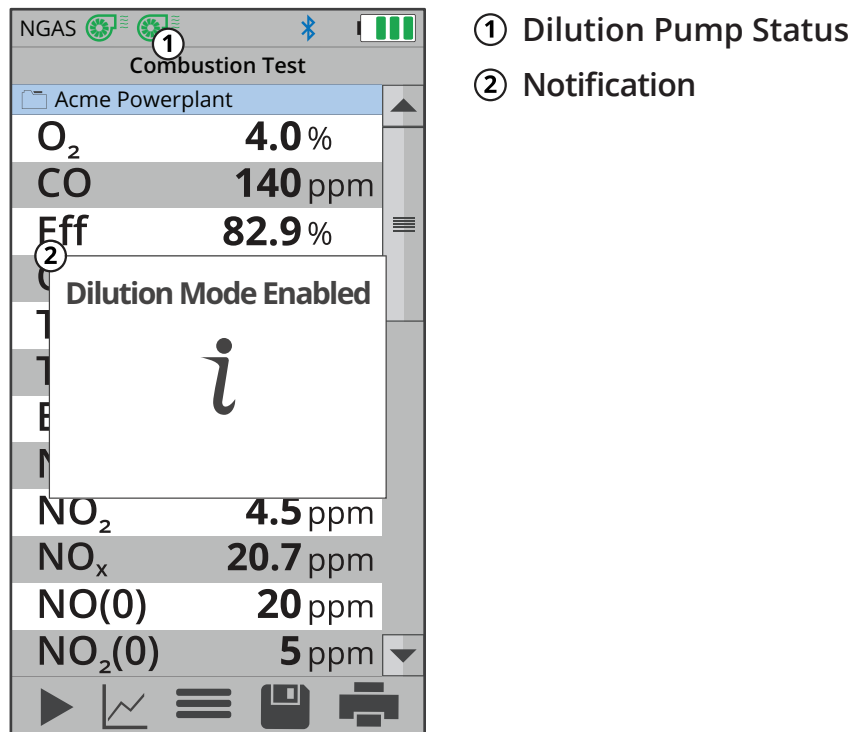 NGAS
1
Combustion Test
Acme Powerplant
O₂ 4.0 %
CO 140 ppm
Eff 82.9 %
2
Dilution Mode Enabled
i
NO₂ 4.5 ppm
NOₓ 20.7 ppm
NO(0) 20 ppm
NO₂(0) 5 ppm
1 Dilution Pump Status
2 Notification